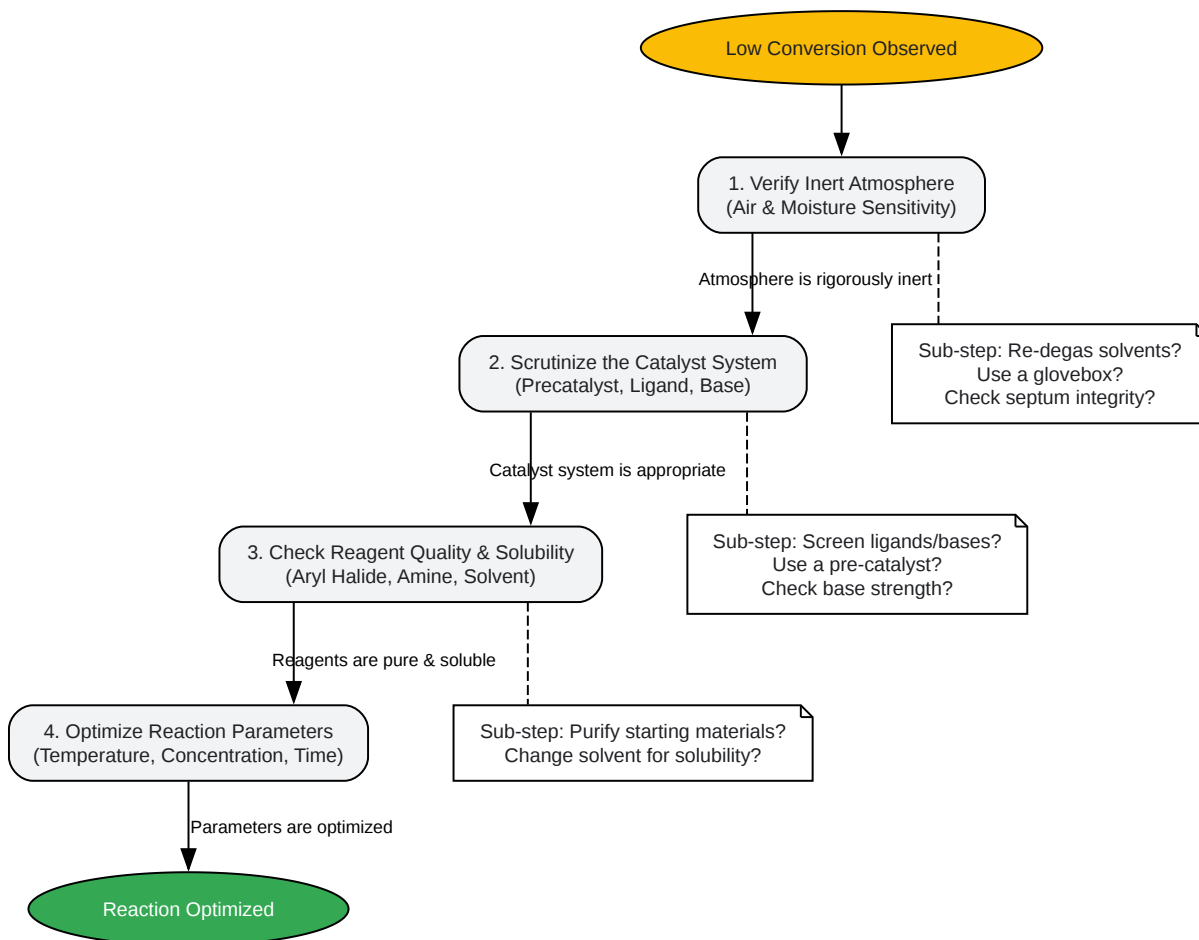 Low Conversion Observed
1. Verify Inert Atmosphere
(Air & Moisture Sensitivity)
Atmosphere is rigorously inert
Sub-step: Re-degas solvents?
Use a glovebox?
Check septum integrity?
2. Scrutinize the Catalyst System
(Precatalyst, Ligand, Base)
Catalyst system is appropriate
Sub-step: Screen ligands/bases?
Use a pre-catalyst?
Check base strength?
3. Check Reagent Quality & Solubility
(Aryl Halide, Amine, Solvent)
Reagents are pure & soluble
Sub-step: Purify starting materials?
Change solvent for solubility?
4. Optimize Reaction Parameters
(Temperature, Concentration, Time)
Parameters are optimized
Reaction Optimized